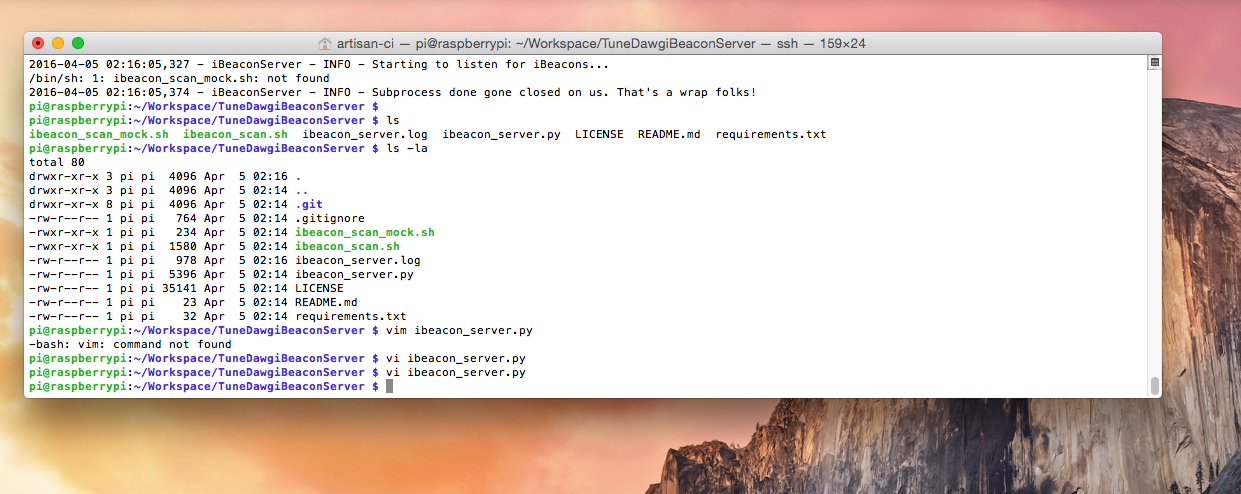 artisan-ci — pi@raspberrypi: ~/Workspace/TuneDawgiBeaconServer — ssh — 159×24
2016-04-05 02:16:05,327 - iBeaconServer - INFO - Starting to listen for iBeacons...
/bin/sh: 1: ibeacon_scan_mock.sh: not found
2016-04-05 02:16:05,374 - iBeaconServer - INFO - Subprocess done gone closed on us. That's a wrap folks!
pi@raspberrypi:~/Workspace/TuneDawgiBeaconServer $
pi@raspberrypi:~/Workspace/TuneDawgiBeaconServer $ ls
ibeacon_scan_mock.sh  ibeacon_scan.sh  ibeacon_server.log  ibeacon_server.py  LICENSE  README.md  requirements.txt
pi@raspberrypi:~/Workspace/TuneDawgiBeaconServer $ ls -la
total 80
drwxr-xr-x 3 pi pi  4096 Apr  5 02:16 .
drwxr-xr-x 3 pi pi  4096 Apr  5 02:14 ..
drwxr-xr-x 8 pi pi  4096 Apr  5 02:14 .git
-rw-r--r-- 1 pi pi   764 Apr  5 02:14 .gitignore
-rwxr-xr-x 1 pi pi   234 Apr  5 02:14 ibeacon_scan_mock.sh
-rwxr-xr-x 1 pi pi  1580 Apr  5 02:14 ibeacon_scan.sh
-rw-r--r-- 1 pi pi   978 Apr  5 02:16 ibeacon_server.log
-rw-r--r-- 1 pi pi  5396 Apr  5 02:14 ibeacon_server.py
-rw-r--r-- 1 pi pi 35141 Apr  5 02:14 LICENSE
-rw-r--r-- 1 pi pi    23 Apr  5 02:14 README.md
-rw-r--r-- 1 pi pi    32 Apr  5 02:14 requirements.txt
pi@raspberrypi:~/Workspace/TuneDawgiBeaconServer $ vim ibeacon_server.py
-bash: vim: command not found
pi@raspberrypi:~/Workspace/TuneDawgiBeaconServer $ vi ibeacon_server.py
pi@raspberrypi:~/Workspace/TuneDawgiBeaconServer $ vi ibeacon_server.py
pi@raspberrypi:~/Workspace/TuneDawgiBeaconServer $